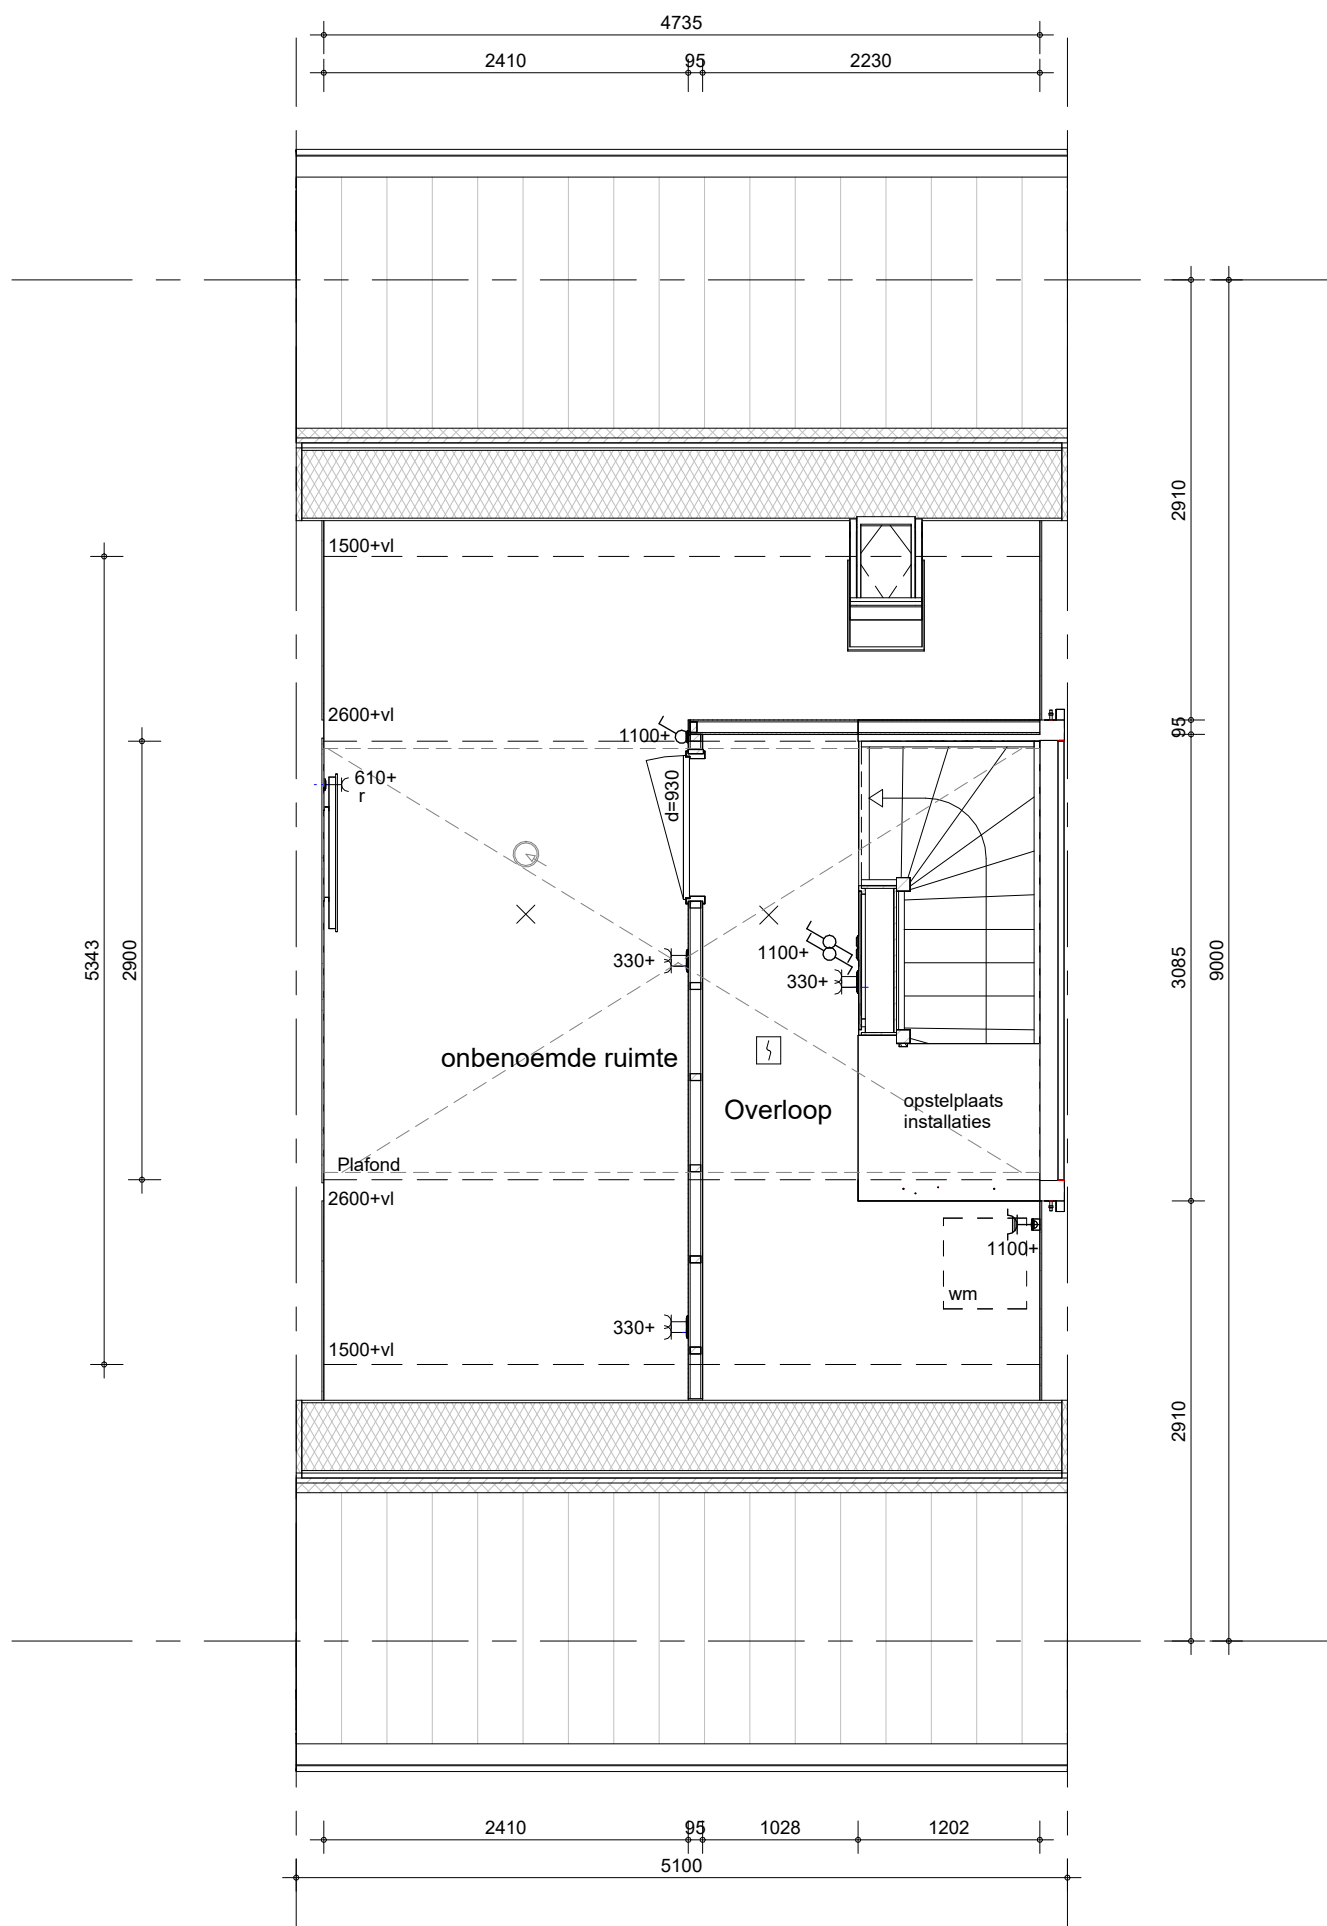 4735
2410
95
2230
2910
1500+vl
2600+vl
1100+
95
610+
r
d=930
5343
2900
330+
1100+
330+
3085
9000
onbenoemde ruimte
Overloop
opstelplaats
installaties
Plafond
2600+vl
1100+
wm
330+
1500+vl
2910
2410
95
1028
1202
5100